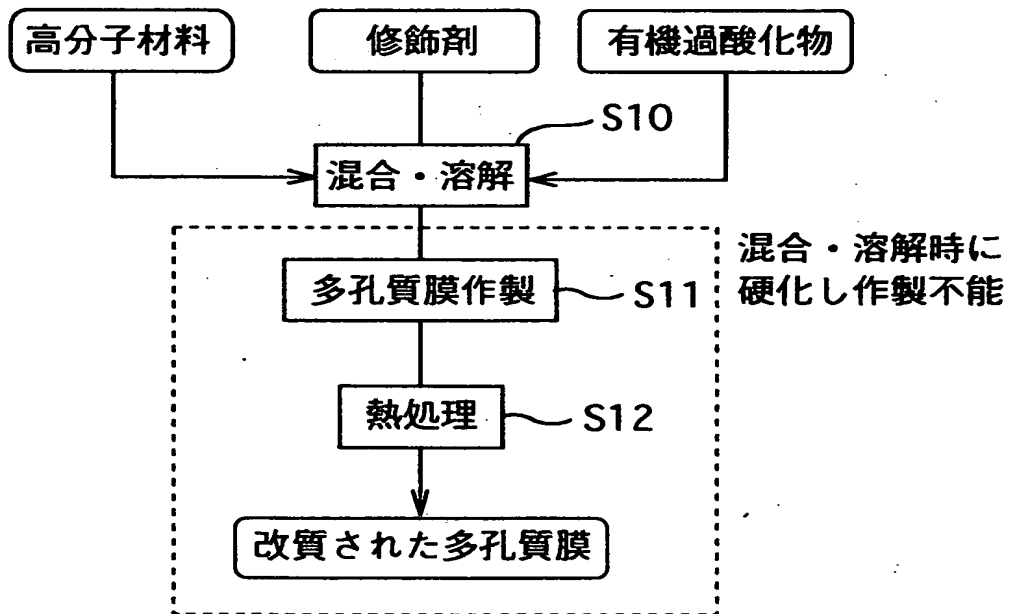 高分子材料
修飾剤
有機過酸化物
S10
混合・溶解
混合・溶解時に
硬化し作製不能
多孔質膜作製
S11
熱処理
S12
改質された多孔質膜